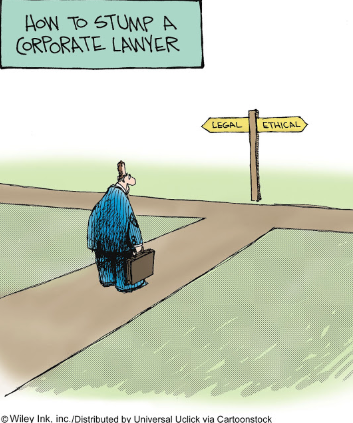 HOW TO STUMP A
CORPORATE LAWYER
LEGAL ETHICAL
© Wiley Ink, inc./Distributed by Universal Uclick via Cartoonstock